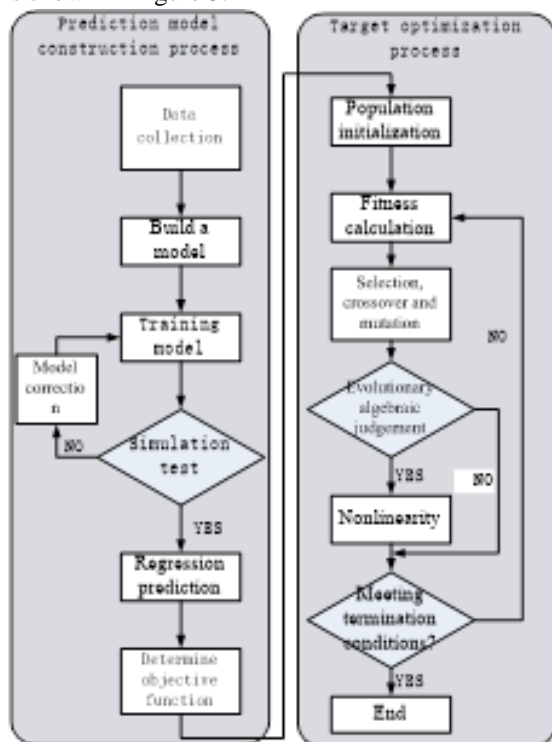 Prediction model
construction process
Data
collection
Build a
model
Training
model
Model
correctio
n
NO
Simulation
test
YES
Regression
prediction
Determine
objective
function
Target optimization
process
Population
initialization
Fitness
calculation
Selection,
crossover and
mutation
NO
Evolutionary
algebraic
judgement
YES
NO
Nonlinearity
Meeting
termination
conditions?
YES
End